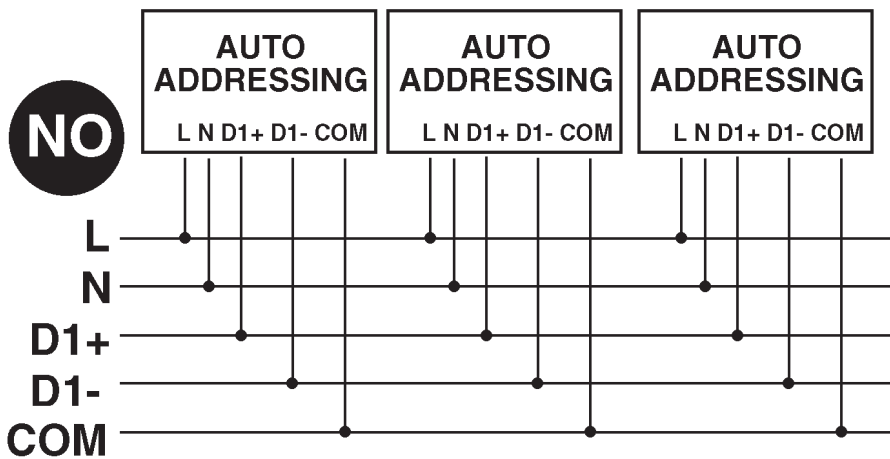 AUTO
ADDRESSING
L N D1+ D1- COM
AUTO
ADDRESSING
L N D1+ D1- COM
AUTO
ADDRESSING
L N D1+ D1- COM
NO
L
N
D1+
D1-
COM